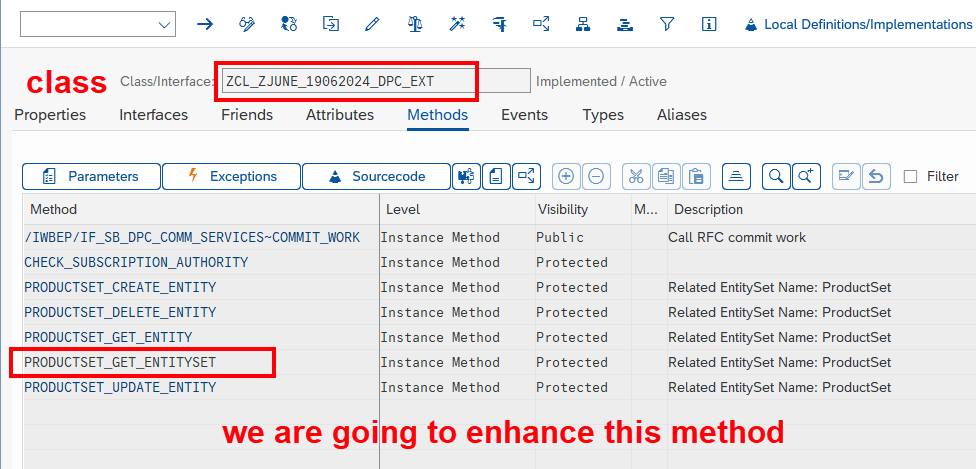 Local Definitions/Implementations
class Class/Interface: ZCL_ZJUNE_19062024_DPC_EXT Implemented / Active
Properties Interfaces Friends Attributes Methods Events Types Aliases
Parameters Exceptions Sourcecode Filter
Method Level Visibility M... Description
/IWBEP/IF_SB_DPC_COMM_SERVICES~COMMIT_WORK Instance Method Public Call RFC commit work
CHECK_SUBSCRIPTION_AUTHORITY Instance Method Protected
PRODUCTSET_CREATE_ENTITY Instance Method Protected Related EntitySet Name: ProductSet
PRODUCTSET_DELETE_ENTITY Instance Method Protected Related EntitySet Name: ProductSet
PRODUCTSET_GET_ENTITY Instance Method Protected Related EntitySet Name: ProductSet
PRODUCTSET_GET_ENTITYSET Instance Method Protected Related EntitySet Name: ProductSet
PRODUCTSET_UPDATE_ENTITY Instance Method Protected Related EntitySet Name: ProductSet
we are going to enhance this method